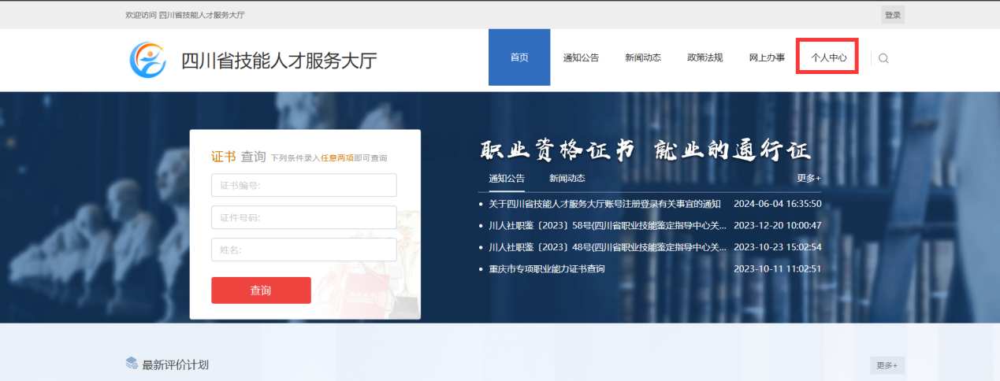 欢迎访问 四川省技能人才服务大厅
登录
四川省技能人才服务大厅
首页
通知公告
新闻动态
政策法规
网上办事
个人中心
证书 查询 下列条件录入任意两项即可查询
证书编号:
证件号码:
姓名:
查询
职业资格证书 就业的通行证
通知公告
新闻动态
更多+
关于四川省技能人才服务大厅账号注册登录有关事宜的通知 2024-06-04 16:35:50
川人社职鉴〔2023〕58号(四川省职业技能鉴定指导中心关... 2023-12-20 10:00:47
川人社职鉴〔2023〕48号(四川省职业技能鉴定指导中心关... 2023-10-23 15:02:54
重庆市专项职业能力证书查询 2023-10-11 11:02:51
最新评价计划
更多+